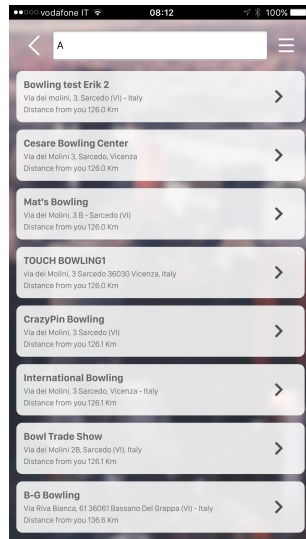 vodafone IT 08:12 100%
A
Bowling test Erik 2
Via dei molini, 3, Sarcedo (VI) - Italy
Distance from you 126.0 Km
Cesare Bowling Center
Via dei Molini 3, Sarcedo, Vicenza
Distance from you 126.0 Km
Mat's Bowling
Via dei Molini, 3 B - Sarcedo (VI)
Distance from you 126.0 Km
TOUCH BOWLING1
via dei Molini, 3 Sarcedo 36030 Vicenza, Italy
Distance from you 126.0 Km
CrazyPin Bowling
Via dei Molini, 3 Sarcedo (VI)
Distance from you 126.1 Km
International Bowling
Via dei Molini, 3 Sarcedo, Vicenza - Italy
Distance from you 126.1 Km
Bowl Trade Show
Via dei Molini 2B, Sarcedo (VI), Italy
Distance from you 126.1 Km
B-G Bowling
Via Riva Bianca, 61 36061 Bassano Del Grappa (VI) - Italy
Distance from you 136.6 Km